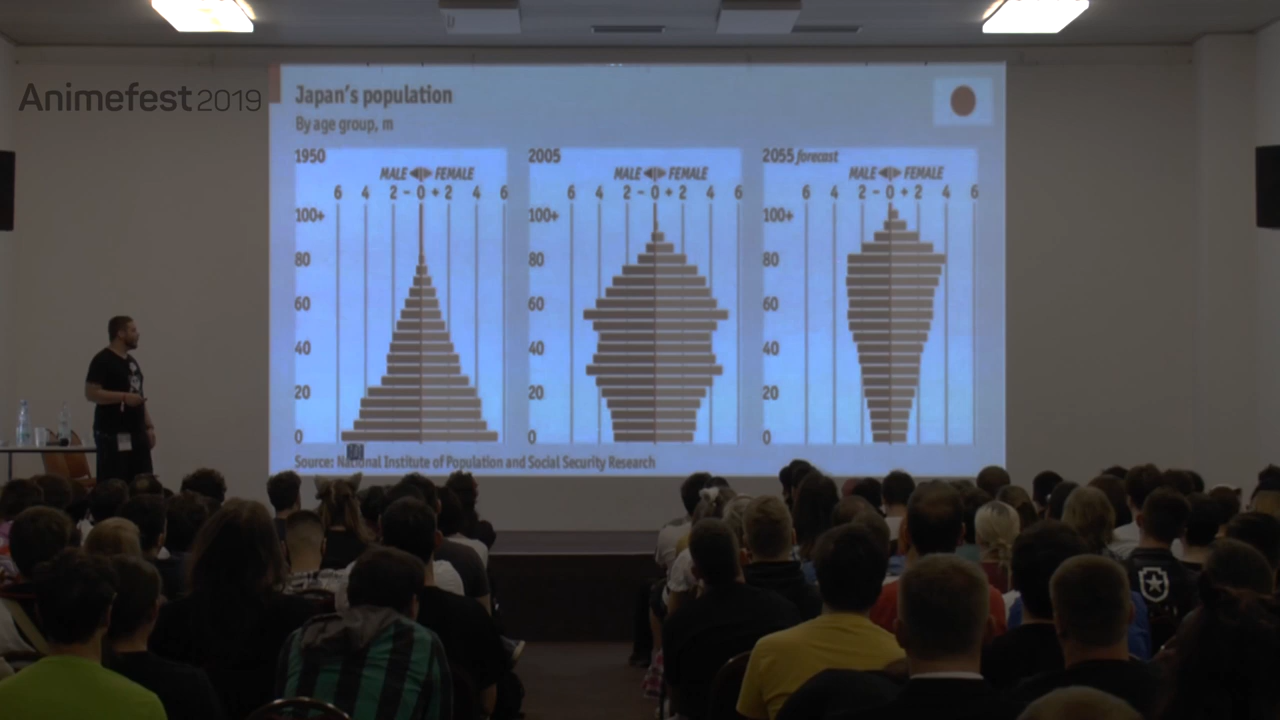 Animefest 2019
Japan's population
By age group, m
1950
MALE FEMALE
6 4 2 – 0 + 2 4 6
100+
80
60
40
20
0
2005
MALE FEMALE
6 4 2 – 0 + 2 4 6
100+
80
60
40
20
0
2055 forecast
MALE FEMALE
6 4 2 – 0 + 2 4 6
100+
80
60
40
20
0
Source: National Institute of Population and Social Security Research